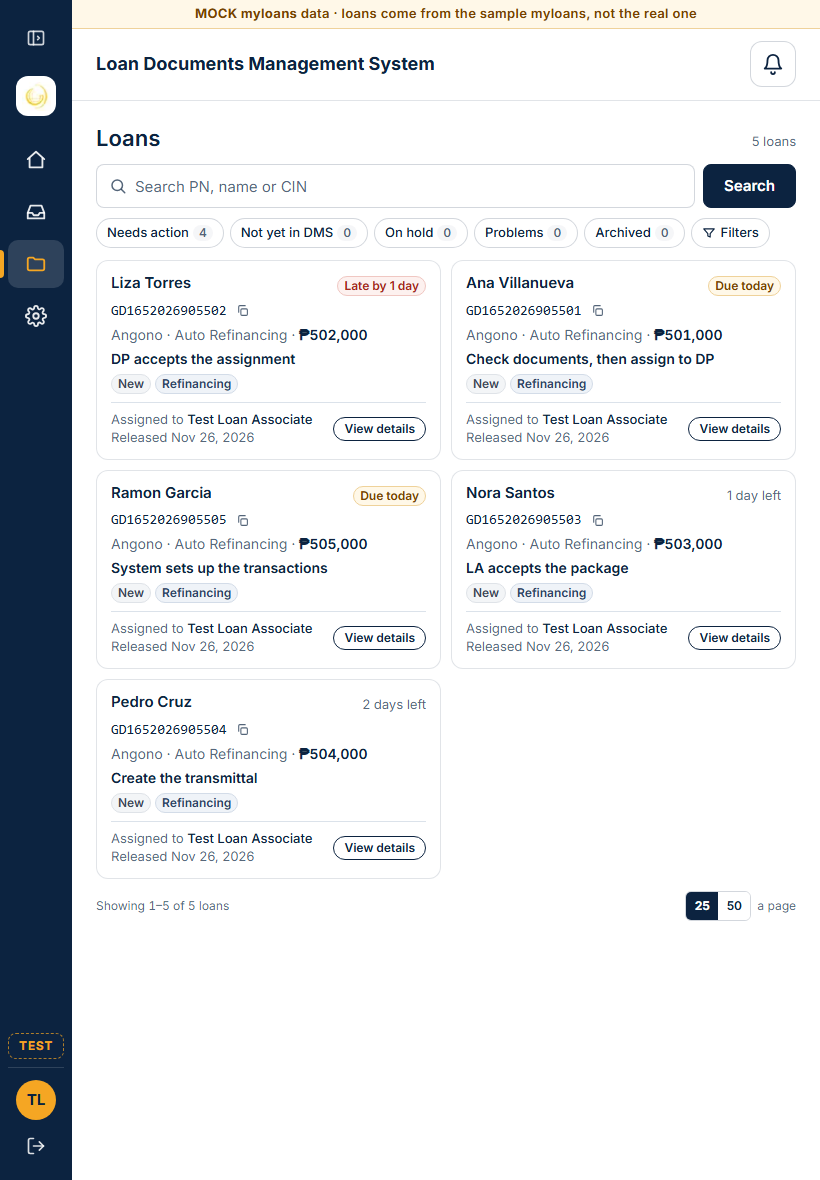 MOCK myloans data · loans come from the sample myloans, not the real one
Loan Documents Management System
Loans
5 loans
Search PN, name or CIN
Search
Needs action 4
Not yet in DMS 0
On hold 0
Problems 0
Archived 0
Filters
Liza Torres
Late by 1 day
GD1652026905502
Angono · Auto Refinancing · ₱502,000
DP accepts the assignment
New Refinancing
Assigned to Test Loan Associate
Released Nov 26, 2026
View details
Ana Villanueva
Due today
GD1652026905501
Angono · Auto Refinancing · ₱501,000
Check documents, then assign to DP
New Refinancing
Assigned to Test Loan Associate
Released Nov 26, 2026
View details
Ramon Garcia
Due today
GD1652026905505
Angono · Auto Refinancing · ₱505,000
System sets up the transactions
New Refinancing
Assigned to Test Loan Associate
Released Nov 26, 2026
View details
Nora Santos
1 day left
GD1652026905503
Angono · Auto Refinancing · ₱503,000
LA accepts the package
New Refinancing
Assigned to Test Loan Associate
Released Nov 26, 2026
View details
Pedro Cruz
2 days left
GD1652026905504
Angono · Auto Refinancing · ₱504,000
Create the transmittal
New Refinancing
Assigned to Test Loan Associate
Released Nov 26, 2026
View details
Showing 1–5 of 5 loans
25 50 a page
TEST
TL